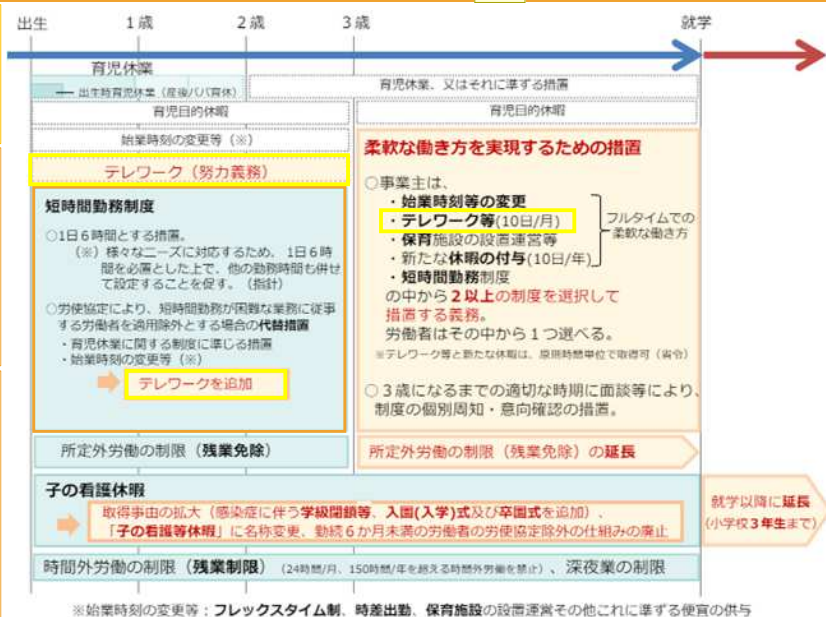 出生 1歳 2歳 3歳 就学
育児休業
出生時育児休業（産後パパ育休）
育児休業、又はそれに準ずる措置
育児目的休暇
育児目的休暇
始業時刻の変更等（※）
テレワーク（努力義務）
短時間勤務制度
○1日６時間とする措置。
（※）様々なニーズに対応するため、１日６時
間を必置とした上で、他の勤務時間も併せ
て設定することを促す。（指針）
○労使協定により、短時間勤務が困難な業務に従事
する労働者を適用除外とする場合の代替措置
・育児休業に関する制度に準じる措置
・始業時刻の変更等（※）
テレワークを追加
柔軟な働き方を実現するための措置
○事業主は、
・始業時刻等の変更
・テレワーク等(10日/月)
・保育施設の設置運営等
・新たな休暇の付与(10日/年)
・短時間勤務制度
フルタイムでの
柔軟な働き方
の中から２以上の制度を選択して
措置する義務。
労働者はその中から１つ選べる。
※テレワーク等と新たな休暇は、原則時間単位で取得可（省令）
○３歳になるまでの適切な時期に面談等により、
制度の個別周知・意向確認の措置。
所定外労働の制限（残業免除）
所定外労働の制限（残業免除）の延長
子の看護休暇
取得事由の拡大（感染症に伴う学級閉鎖等、入園(入学)式及び卒園式を追加）、
「子の看護等休暇」に名称変更、勤続６か月未満の労働者の労使協定除外の仕組みの廃止
就学以降に延長
（小学校３年生まで）
時間外労働の制限（残業制限）（24時間/月、150時間/年を超える時間外労働を禁止）、深夜業の制限
※始業時刻の変更等：フレックスタイム制、時差出勤、保育施設の設置運営その他これに準ずる便宜の供与